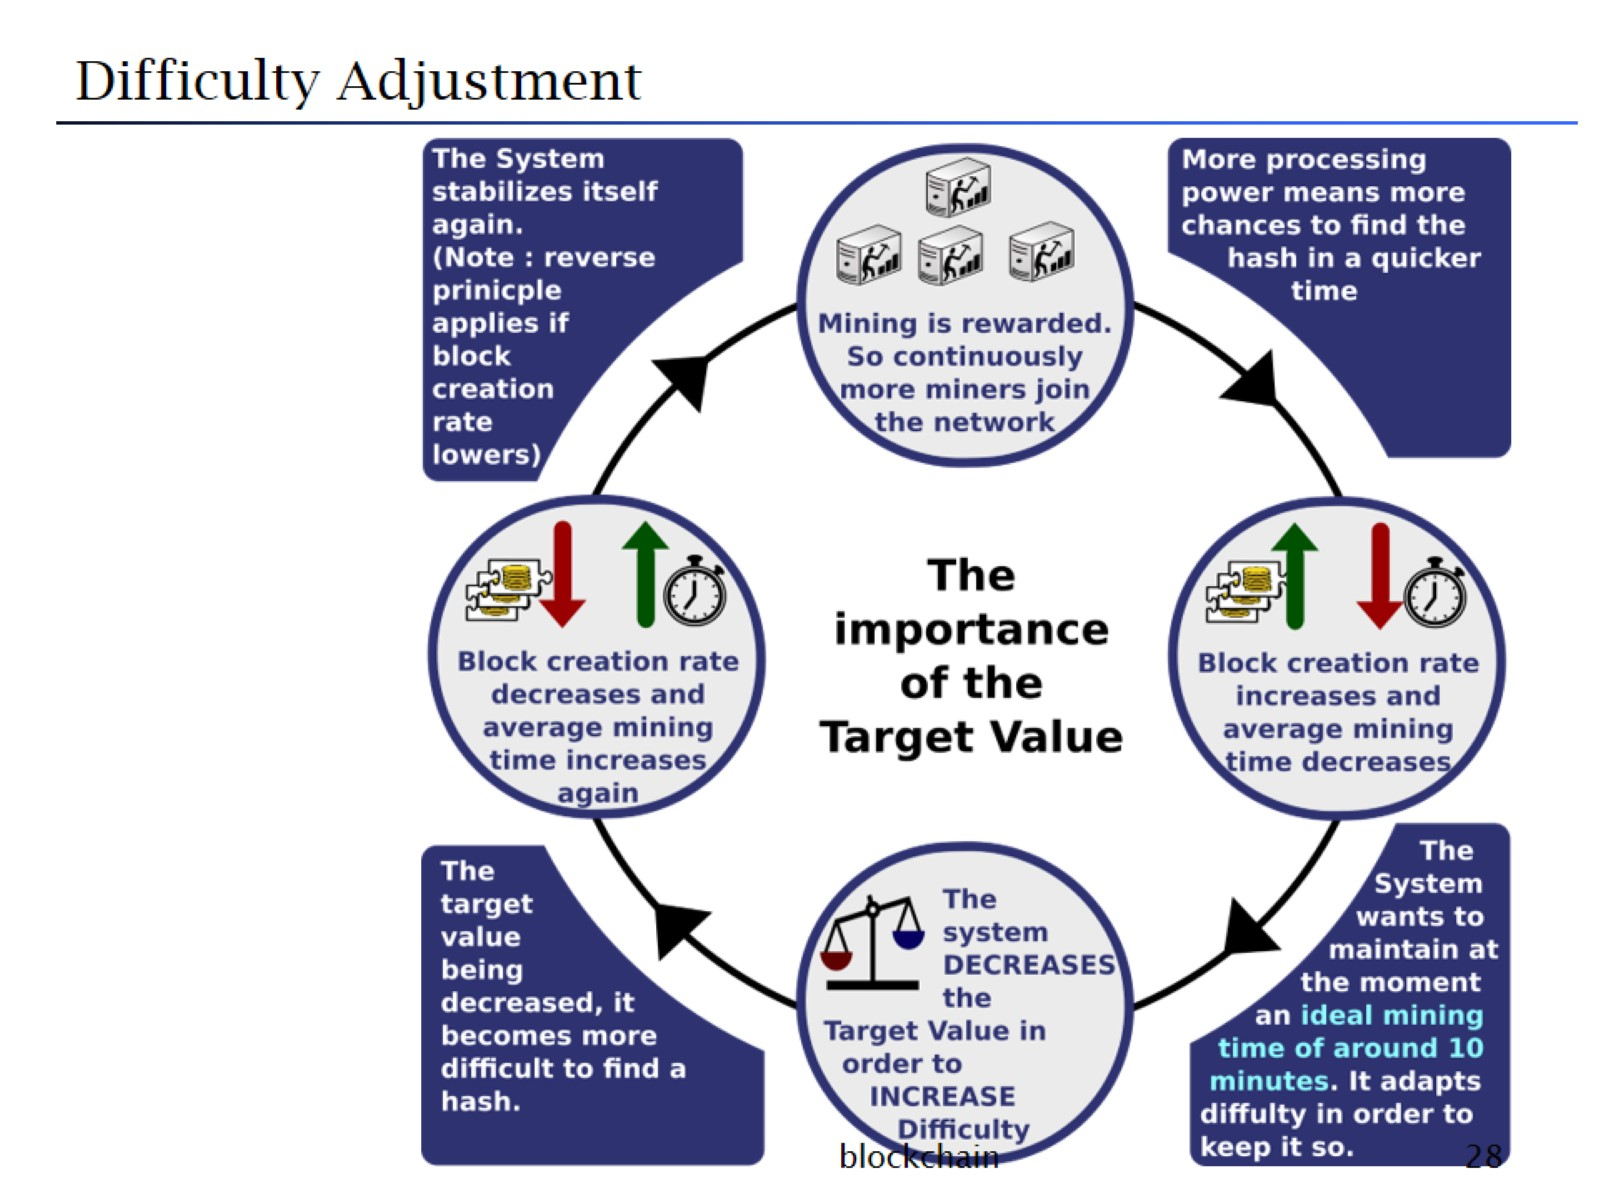 Difficulty Adjustment
The System
stabilizes itself
again.
(Note : reverse
prinicple
applies if
block
creation
rate
lowers)
Mining is rewarded.
So continuously
more miners join
the network
More processing
power means more
chances to find the
hash in a quicker
time
Block creation rate
decreases and
average mining
time increases
again
The
importance
of the
Target Value
Block creation rate
increases and
average mining
time decreases
The
target
value
being
decreased, it
becomes more
difficult to find a
hash.
The
system
DECREASES
the
Target Value in
order to
INCREASE
Difficulty
The
System
wants to
maintain at
the moment
an ideal mining
time of around 10
minutes. It adapts
diffulty in order to
keep it so.
blockchain
28